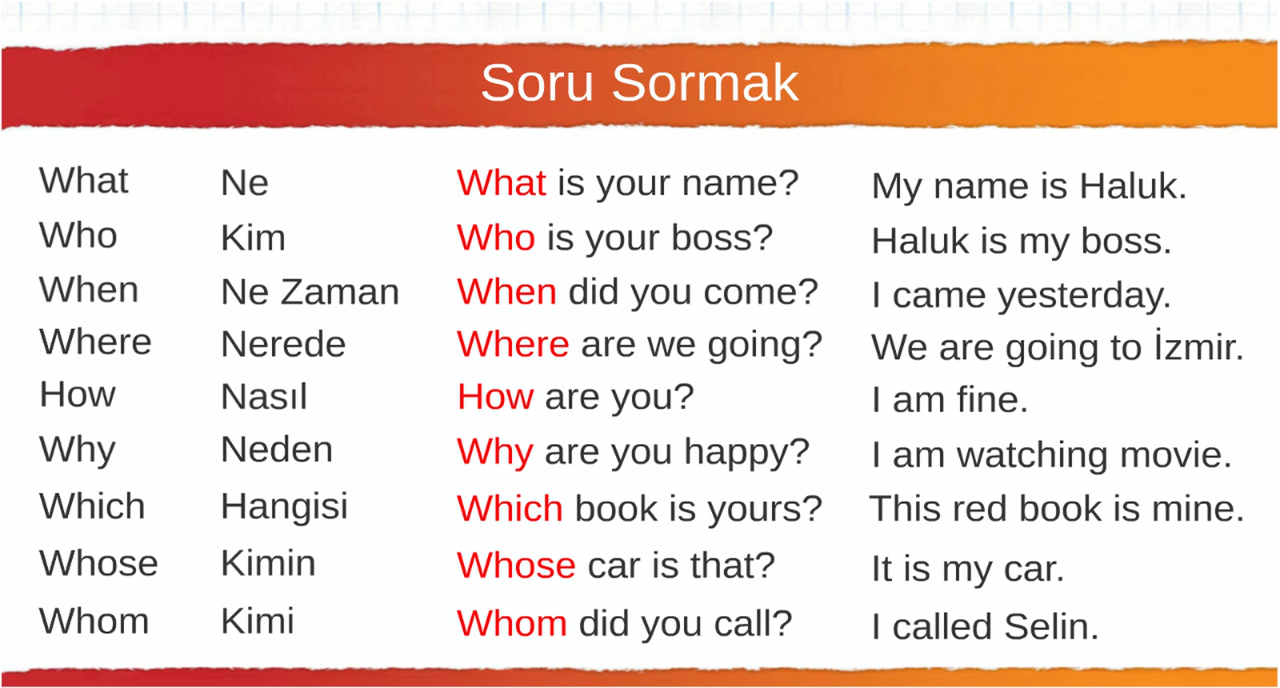 Soru Sormak
What Ne What is your name? My name is Haluk.
Who Kim Who is your boss? Haluk is my boss.
When Ne Zaman When did you come? I came yesterday.
Where Nerede Where are we going? We are going to İzmir.
How Nasıl How are you? I am fine.
Why Neden Why are you happy? I am watching movie.
Which Hangisi Which book is yours? This red book is mine.
Whose Kimin Whose car is that? It is my car.
Whom Kimi Whom did you call? I called Selin.